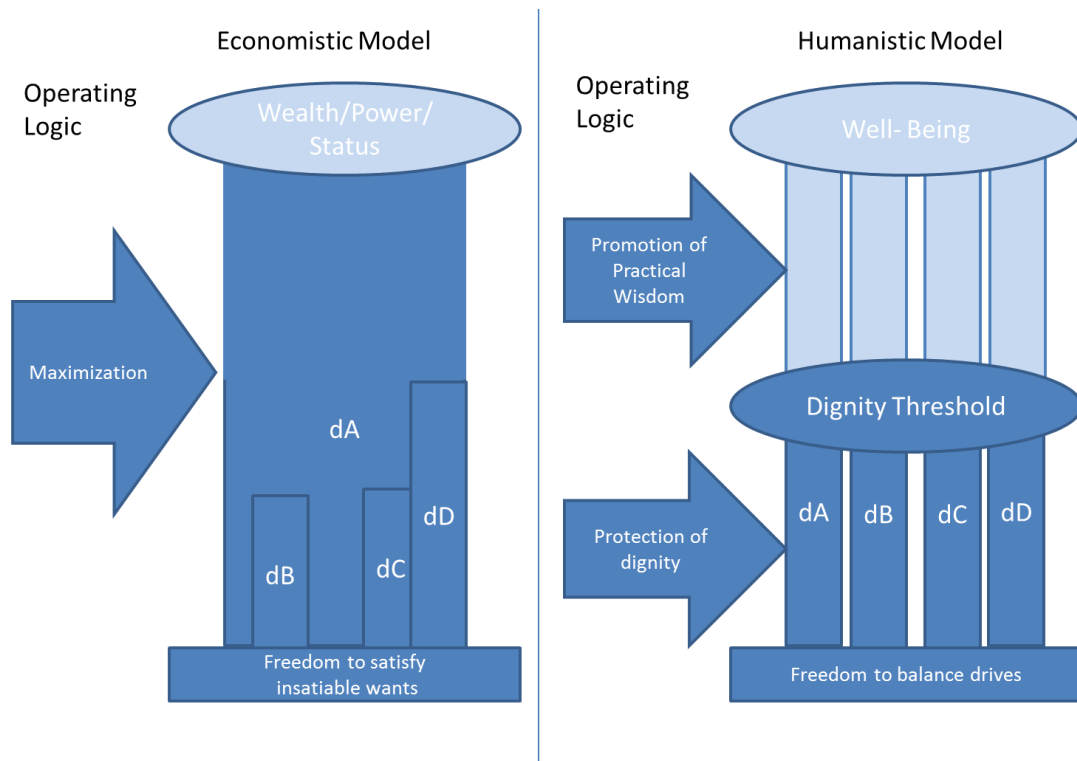 Economistic Model
Operating
Logic
Wealth/Power/
Status
Maximization
dA
dB
dC
dD
Freedom to satisfy
insatiable wants
Humanistic Model
Operating
Logic
Well- Being
Promotion of
Practical
Wisdom
Dignity Threshold
Protection of
dignity
dA
dB
dC
dD
Freedom to balance drives